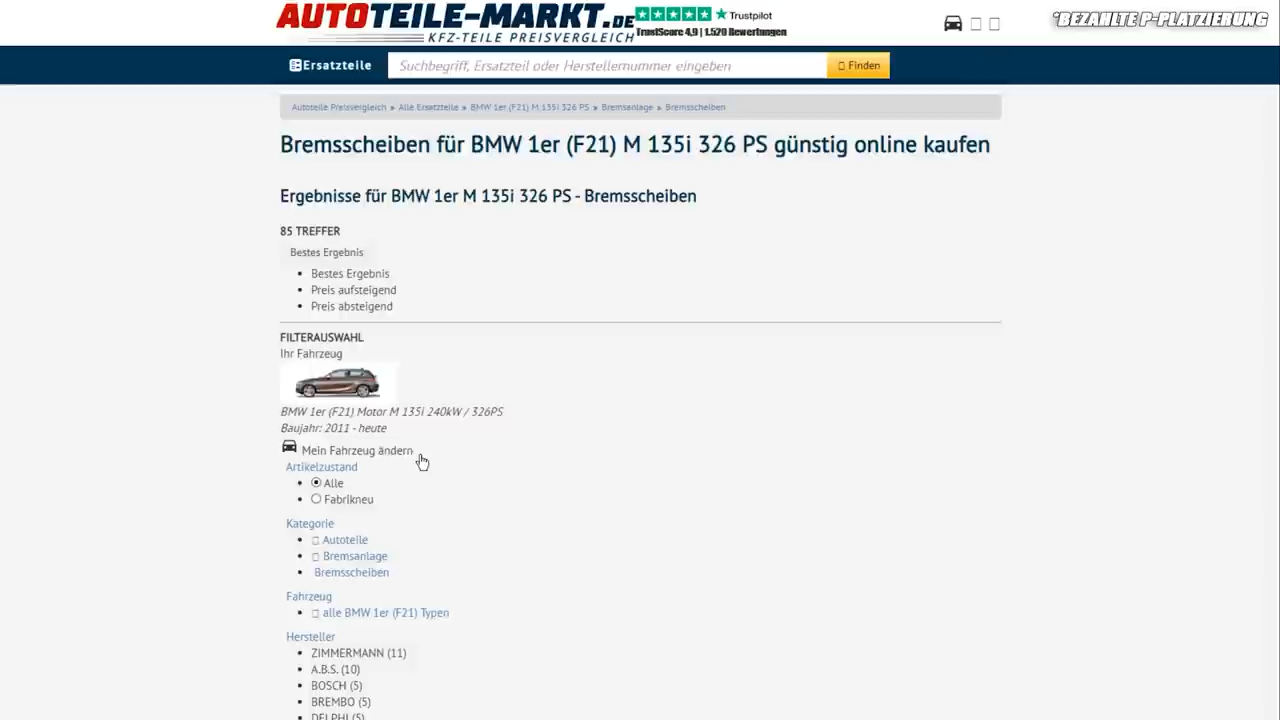 AUTOTEILE-MARKT.DE
KFZ-TEILE PREISVERGLEICH
Trustpilot
TrustScore 4,9 | 1.520 Bewertungen
*BEZAHLTE P-PLATZIERUNG
Ersatzteile
Suchbegriff, Ersatzteil oder Herstellernummer eingeben
Finden
Autoteile Preisvergleich » Alle Ersatzteile » BMW 1er (F21) M 135i 326 PS » Bremsanlage » Bremsscheiben
Bremsscheiben für BMW 1er (F21) M 135i 326 PS günstig online kaufen
Ergebnisse für BMW 1er M 135i 326 PS - Bremsscheiben
85 TREFFER
Bestes Ergebnis
Bestes Ergebnis
Preis aufsteigend
Preis absteigend
FILTERAUSWAHL
Ihr Fahrzeug
BMW 1er (F21) Motor M 135i 240kW / 326PS
Baujahr: 2011 - heute
Mein Fahrzeug ändern
Artikelzustand
Alle
Fabrikneu
Kategorie
Autoteile
Bremsanlage
Bremsscheiben
Fahrzeug
alle BMW 1er (F21) Typen
Hersteller
ZIMMERMANN (11)
A.B.S. (10)
BOSCH (5)
BREMBO (5)
DELPHI (5)